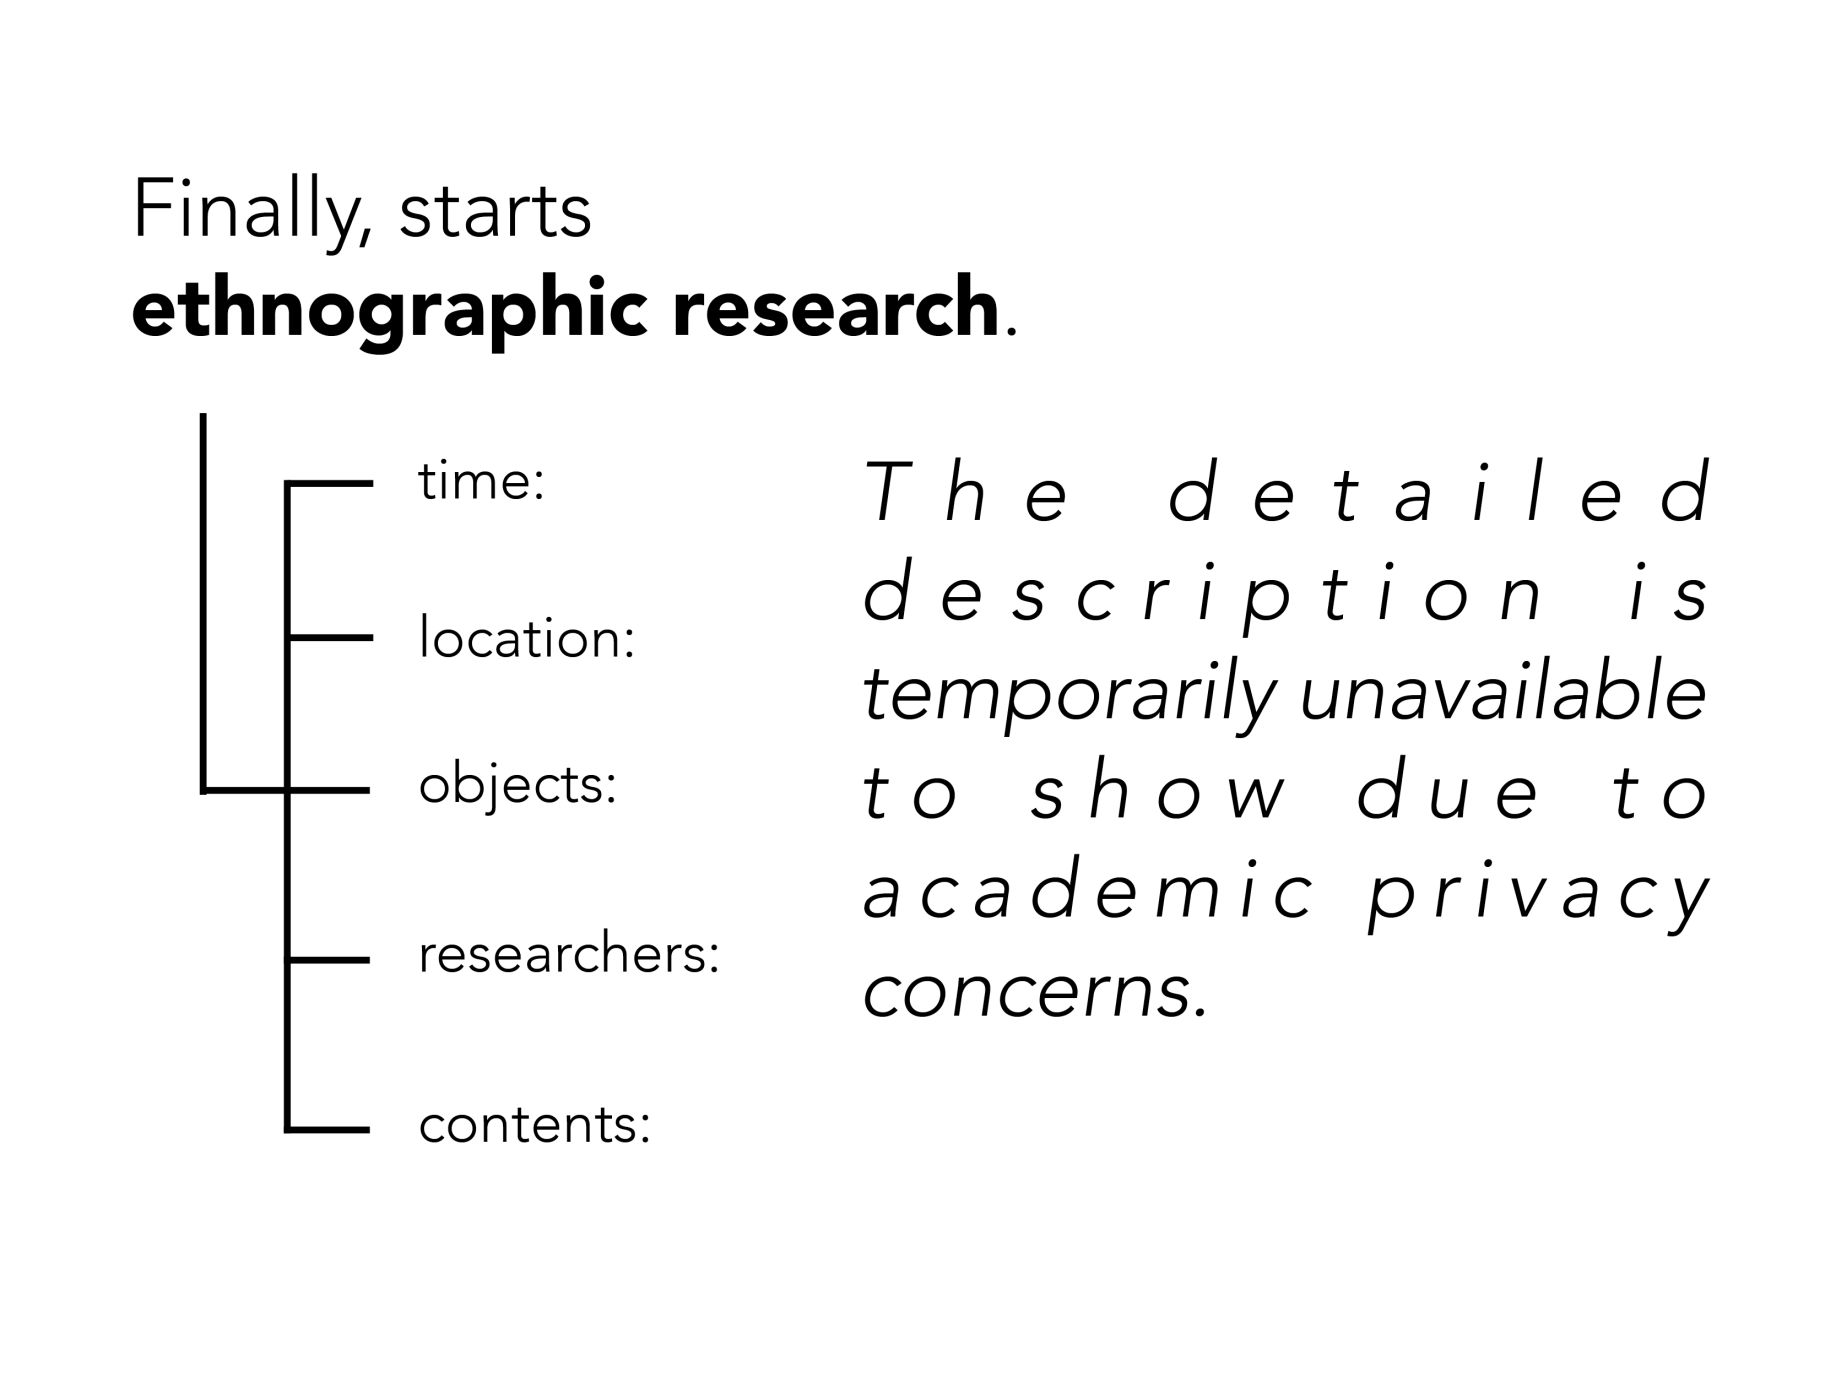 Finally, starts
ethnographic research.
time:
location:
objects:
researchers:
contents:
The detailed
description is
temporarily unavailable
to show due to
academic privacy
concerns.